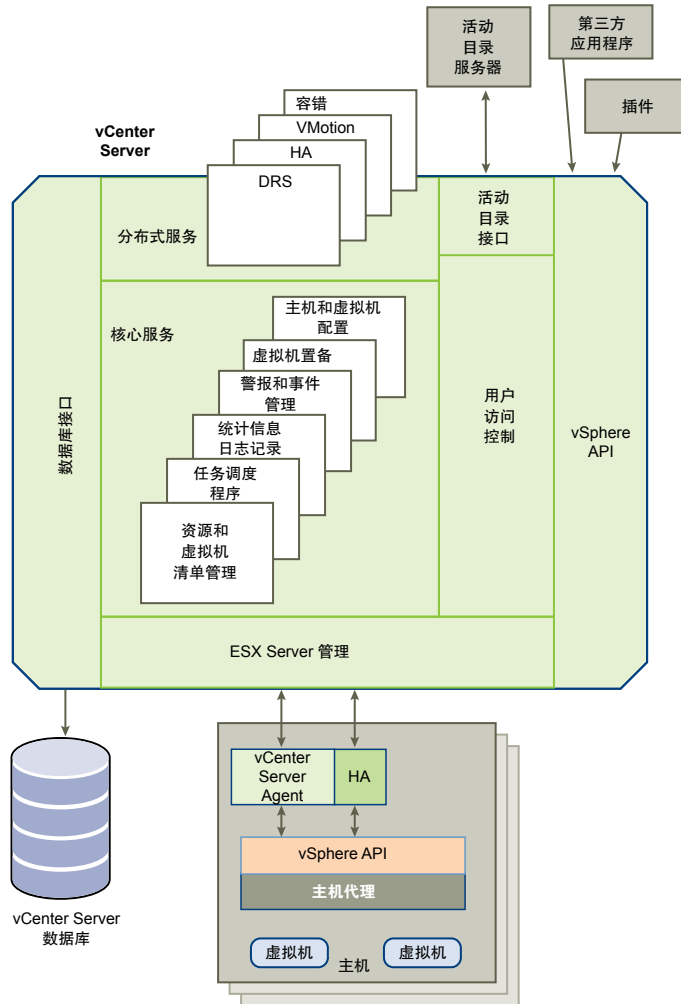 活动
目录
服务器
第三方
应用程序
插件
vCenter
Server
容错
VMotion
HA
DRS
分布式服务
活动
目录
接口
核心服务
主机和虚拟机
配置
虚拟机置备
警报和事件
管理
统计信息
日志记录
任务调度
程序
资源和
虚拟机
清单管理
数据库接口
用户
访问
控制
vSphere
API
ESX Server 管理
vCenter
Server
Agent
HA
vSphere API
主机代理
虚拟机
主机
虚拟机
vCenter Server
数据库